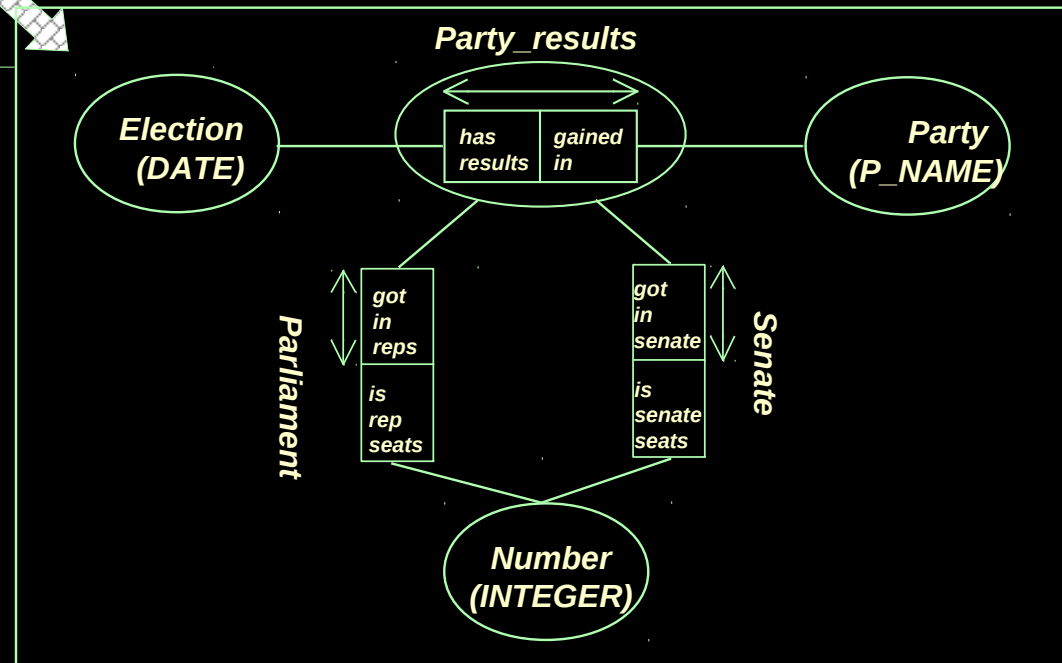 Party_results
Election
(DATE)
has
results
gained
in
Party
(P_NAME)
Parliament
got
in
reps
is
rep
seats
got
in
senate
is
senate
seats
Senate
Number
(INTEGER)